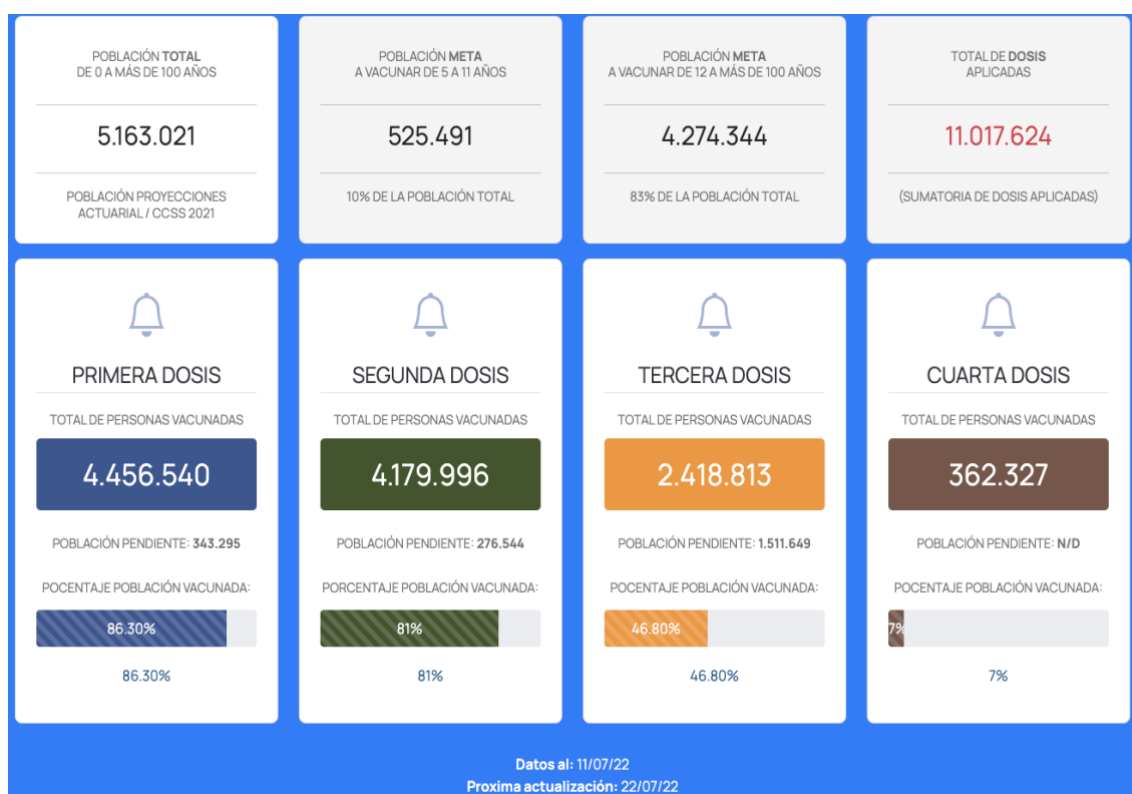 POBLACIÓN TOTAL
DE 0 A MÁS DE 100 AÑOS
5.163.021
POBLACIÓN PROYECCIONES
ACTUARIAL / CCSS 2021
POBLACIÓN META
A VACUNAR DE 5 A 11 AÑOS
525.491
10% DE LA POBLACIÓN TOTAL
POBLACIÓN META
A VACUNAR DE 12 A MÁS DE 100 AÑOS
4.274.344
83% DE LA POBLACIÓN TOTAL
TOTAL DE DOSIS
APLICADAS
11.017.624
(SUMATORIA DE DOSIS APLICADAS)
PRIMERA DOSIS
TOTAL DE PERSONAS VACUNADAS
4.456.540
POBLACIÓN PENDIENTE: 343.295
POCENTAJE POBLACIÓN VACUNADA:
86.30%
86.30%
SEGUNDA DOSIS
TOTAL DE PERSONAS VACUNADAS
4.179.996
POBLACIÓN PENDIENTE: 276.544
PORCENTAJE POBLACIÓN VACUNADA:
81%
81%
TERCERA DOSIS
TOTAL DE PERSONAS VACUNADAS
2.418.813
POBLACIÓN PENDIENTE: 1.511.649
POCENTAJE POBLACIÓN VACUNADA:
46.80%
46.80%
CUARTA DOSIS
TOTAL DE PERSONAS VACUNADAS
362.327
POBLACIÓN PENDIENTE: N/D
POCENTAJE POBLACIÓN VACUNADA:
7%
7%
Datos al: 11/07/22
Proxima actualización: 22/07/22